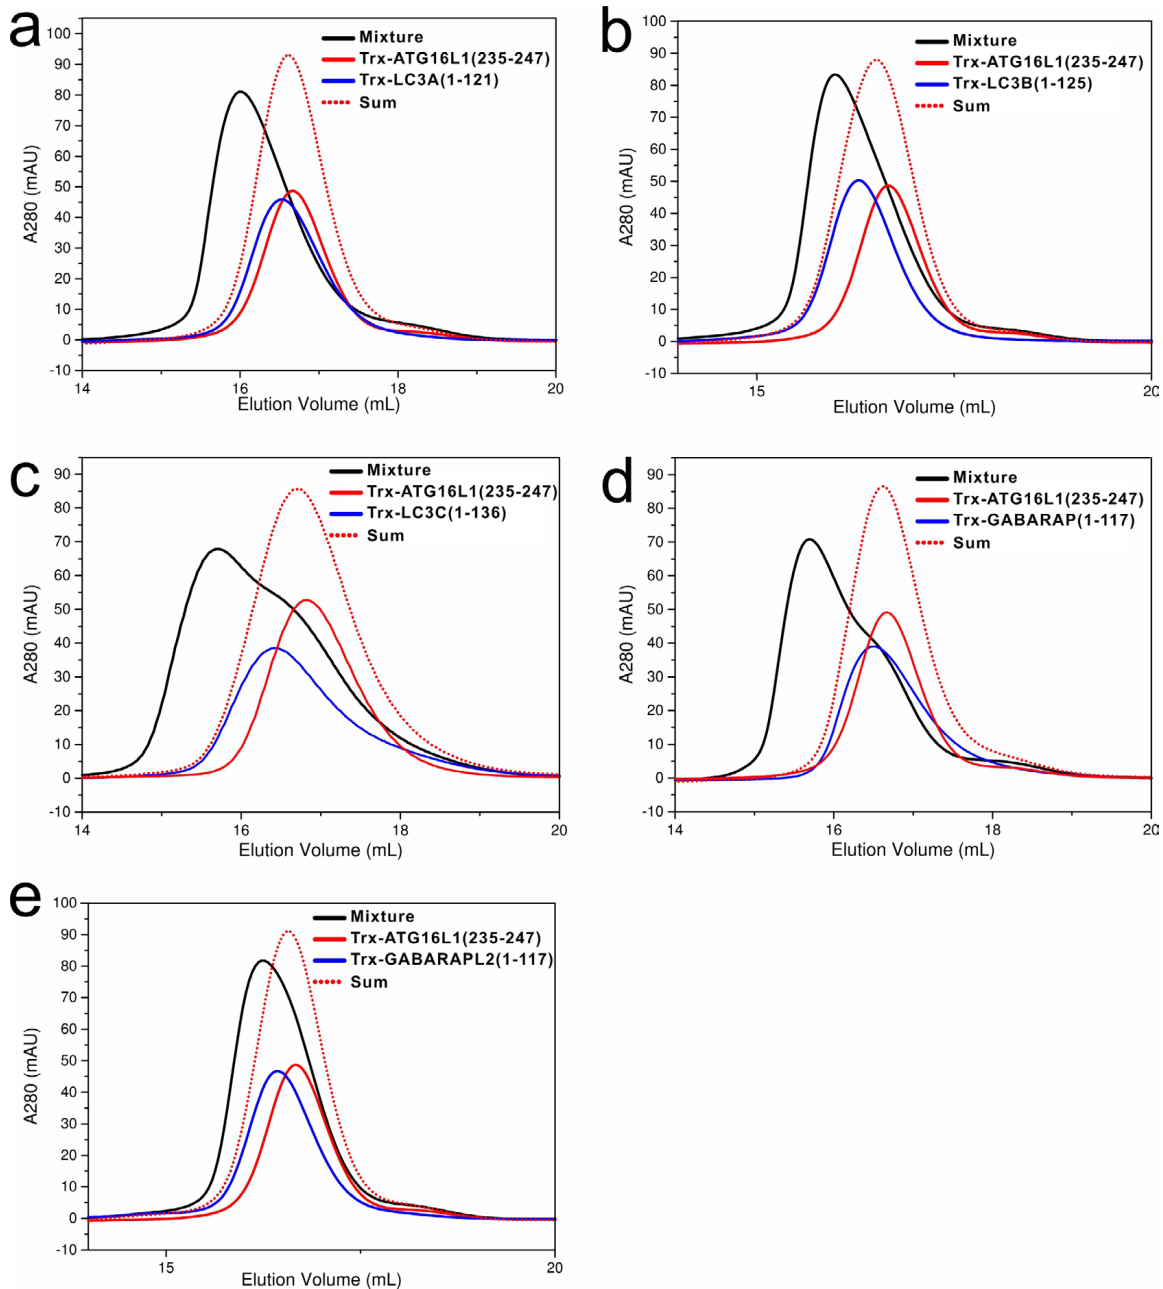 a
100
90
80
70
60
50
40
30
20
10
0
-10
A280 (mAU)
Mixture
Trx-ATG16L1(235-247)
Trx-LC3A(1-121)
Sum
14
16
18
20
Elution Volume (mL)
b
100
90
80
70
60
50
40
30
20
10
0
-10
A280 (mAU)
Mixture
Trx-ATG16L1(235-247)
Trx-LC3B(1-125)
Sum
15
20
Elution Volume (mL)
c
90
80
70
60
50
40
30
20
10
0
-10
A280 (mAU)
Mixture
Trx-ATG16L1(235-247)
Trx-LC3C(1-136)
Sum
14
16
18
20
Elution Volume (mL)
d
90
80
70
60
50
40
30
20
10
0
-10
A280 (mAU)
Mixture
Trx-ATG16L1(235-247)
Trx-GABARAP(1-117)
Sum
14
16
18
20
Elution Volume (mL)
e
100
90
80
70
60
50
40
30
20
10
0
-10
A280 (mAU)
Mixture
Trx-ATG16L1(235-247)
Trx-GABARAPL2(1-117)
Sum
15
20
Elution Volume (mL)